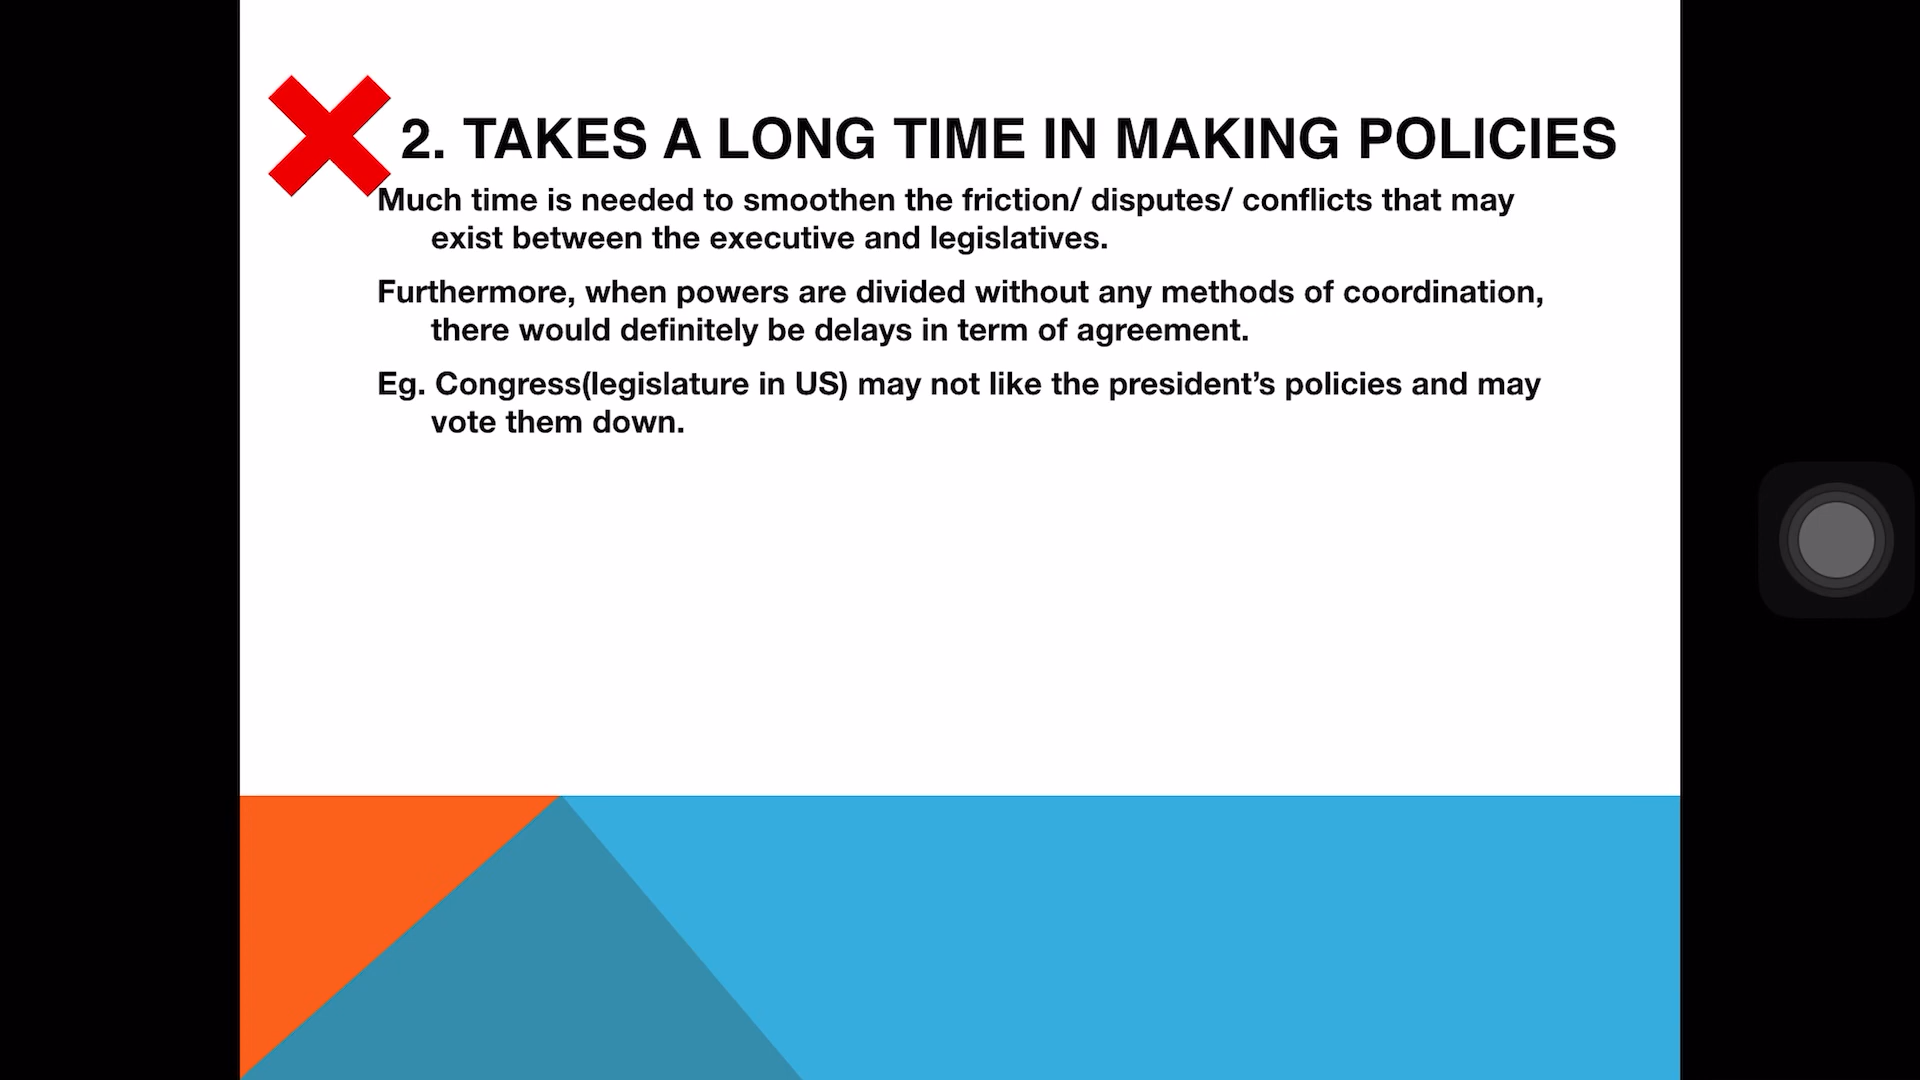 2. TAKES A LONG TIME IN MAKING POLICIES
Much time is needed to smoothen the friction/ disputes/ conflicts that may
exist between the executive and legislatives.
Furthermore, when powers are divided without any methods of coordination,
there would definitely be delays in term of agreement.
Eg. Congress(legislature in US) may not like the president’s policies and may
vote them down.